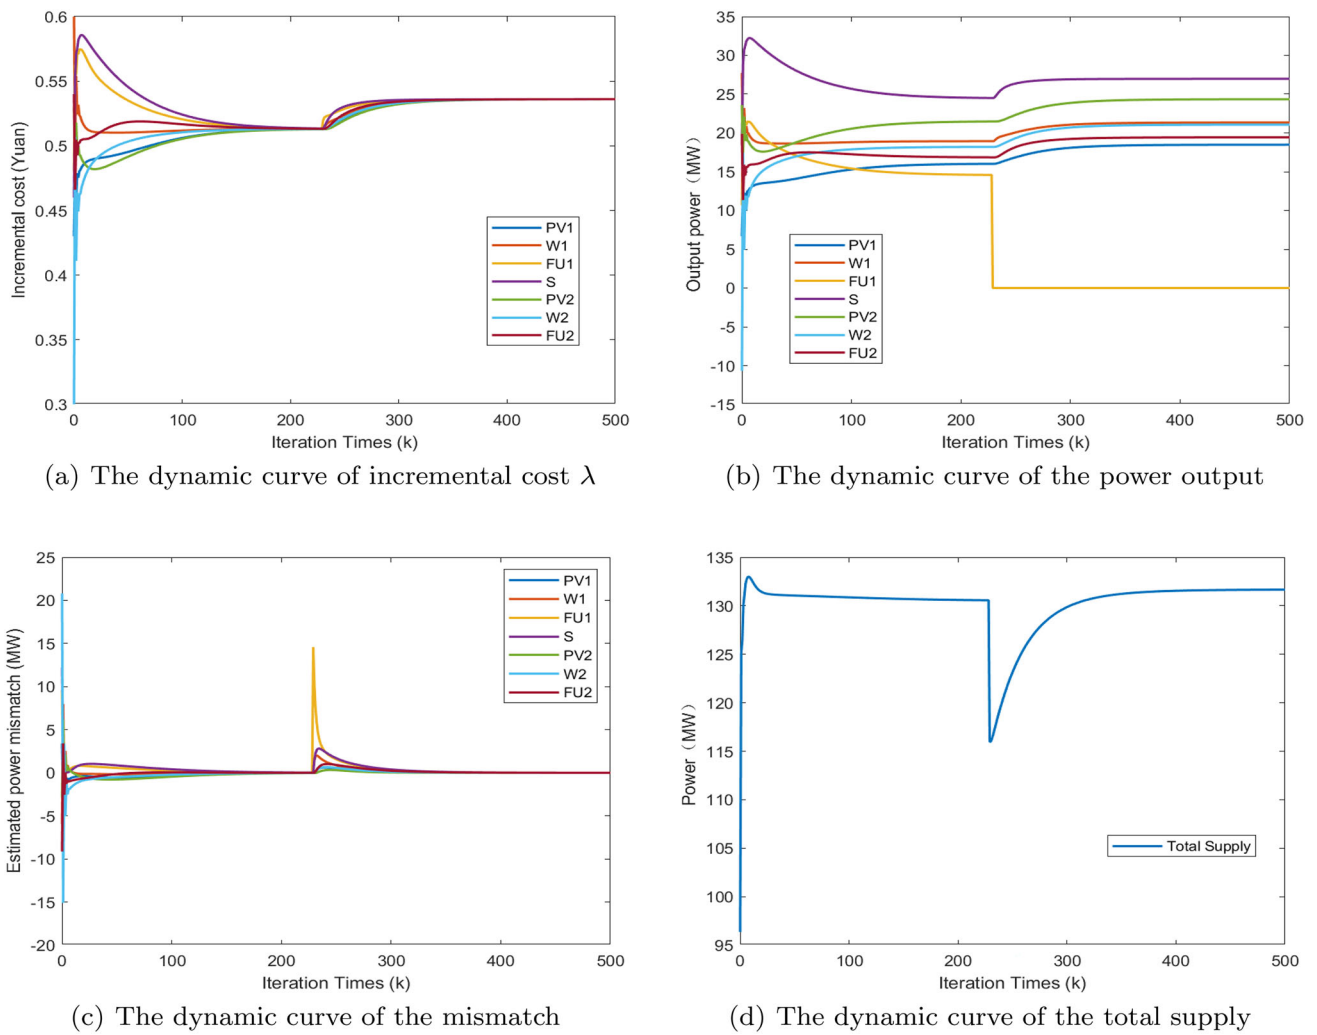 0.6
0.55
0.5
0.45
0.4
0.35
0.3
Incremental cost (Yuan)
PV1
W1
FU1
S
PV2
W2
FU2
0 100 200 300 400 500
Iteration Times (k)
(a) The dynamic curve of incremental cost λ
35
30
25
20
15
10
5
0
-5
-10
-15
Output power（MW）
PV1
W1
FU1
S
PV2
W2
FU2
0 100 200 300 400 500
Iteration Times (k)
(b) The dynamic curve of the power output
25
20
15
10
5
0
-5
-10
-15
-20
Estimated power mismatch (MW)
PV1
W1
FU1
S
PV2
W2
FU2
0 100 200 300 400 500
Iteration Times (k)
(c) The dynamic curve of the mismatch
135
130
125
120
115
110
105
100
95
Power（MW）
Total Supply
0 100 200 300 400 500
Iteration Times (k)
(d) The dynamic curve of the total supply